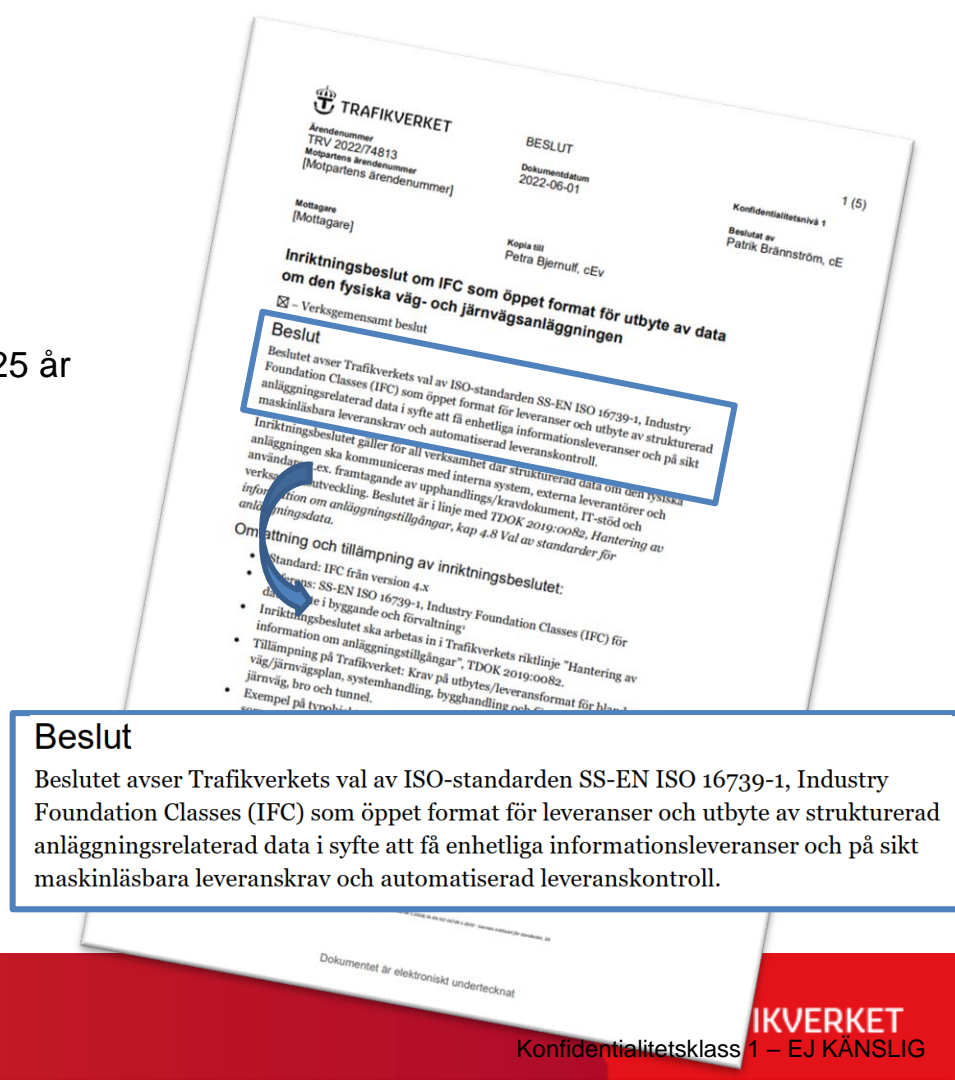 TRAFIKVERKET
BESLUT
Ärendenummer
TRV 2022/74813
Motpartens ärendenummer
[Motpartens ärendenummer]
Dokumentdatum
2022-06-01
1 (5)
Konfidentialitetsnivå 1
Mottagare
[Mottagare]
Kopia till
Petra Bjernulf, cEv
Beslutat av
Patrik Brännström, cE
Inriktningsbeslut om IFC som öppet format för utbyte av data
om den fysiska väg- och järnvägsanläggningen
☒ – Verksgemensamt beslut
25 år
Beslut
Beslutet avser Trafikverkets val av ISO-standarden SS-EN ISO 16739-1, Industry
Foundation Classes (IFC) som öppet format för leveranser och utbyte av strukturerad
anläggningsrelaterad data i syfte att få enhetliga informationsleveranser och på sikt
maskinläsbara leveranskrav och automatiserad leveranskontroll.
Inriktningsbeslutet gäller för all verksamhet där strukturerad data om den fysiska
anläggningen ska kommuniceras med interna system, externa leverantörer och
användare ex. framtagande av upphandlings/kravdokument, IT-stöd och
utveckling. Beslutet är i linje med TDOK 2019:0082, Hantering av
information om anläggningstillgångar, kap 4.8 Val av standarder för
anläggningsdata.
Omfattning och tillämpning av inriktningsbeslutet:
• Standard: IFC från version 4.x
• SS-EN ISO 16739-1, Industry Foundation Classes (IFC) för
i byggande och förvaltning¹
• Inriktningsbeslutet ska arbetas in i Trafikverkets riktlinje "Hantering av
information om anläggningstillgångar", TDOK 2019:0082.
• Tillämpning på Trafikverket: Krav på utbytes/leveransformat för
väg/järnvägsplan, systemhandling, bygghandling och
järnväg, bro och tunnel.
• Exempel på
Beslut
Beslutet avser Trafikverkets val av ISO-standarden SS-EN ISO 16739-1, Industry
Foundation Classes (IFC) som öppet format för leveranser och utbyte av strukturerad
anläggningsrelaterad data i syfte att få enhetliga informationsleveranser och på sikt
maskinläsbara leveranskrav och automatiserad leveranskontroll.
Dokumentet är elektroniskt undertecknat
IKVERKET
Konfidentialitetsklass 1 – EJ KÄNSLIG